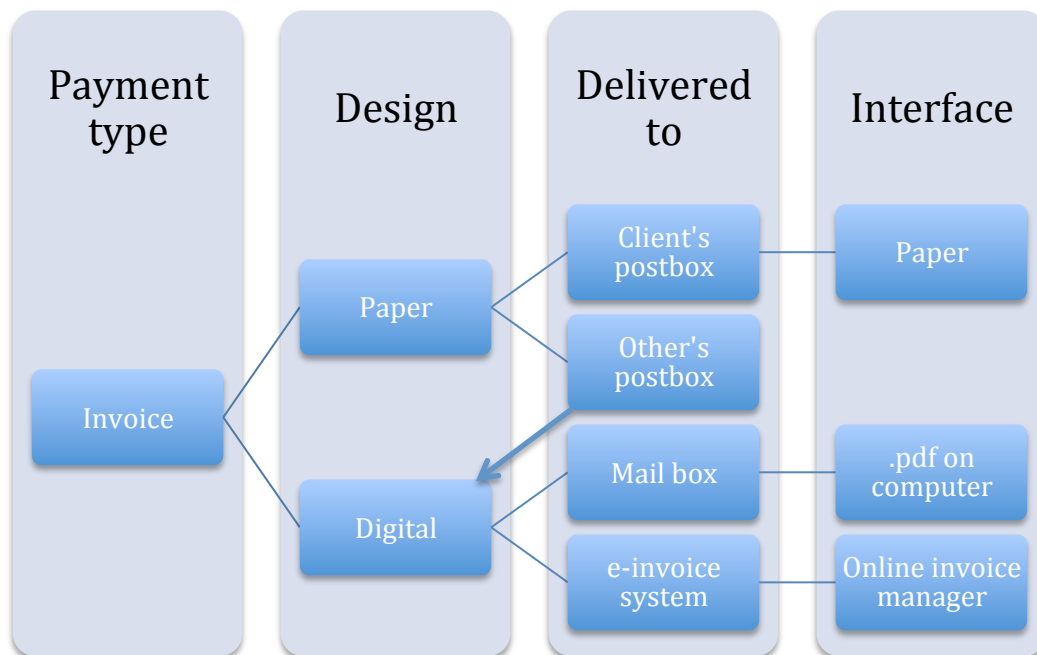 Payment
type
Design
Delivered
to
Interface
Invoice
Paper
Digital
Client's
postbox
Other's
postbox
Mail box
e-invoice
system
Paper
.pdf on
computer
Online invoice
manager